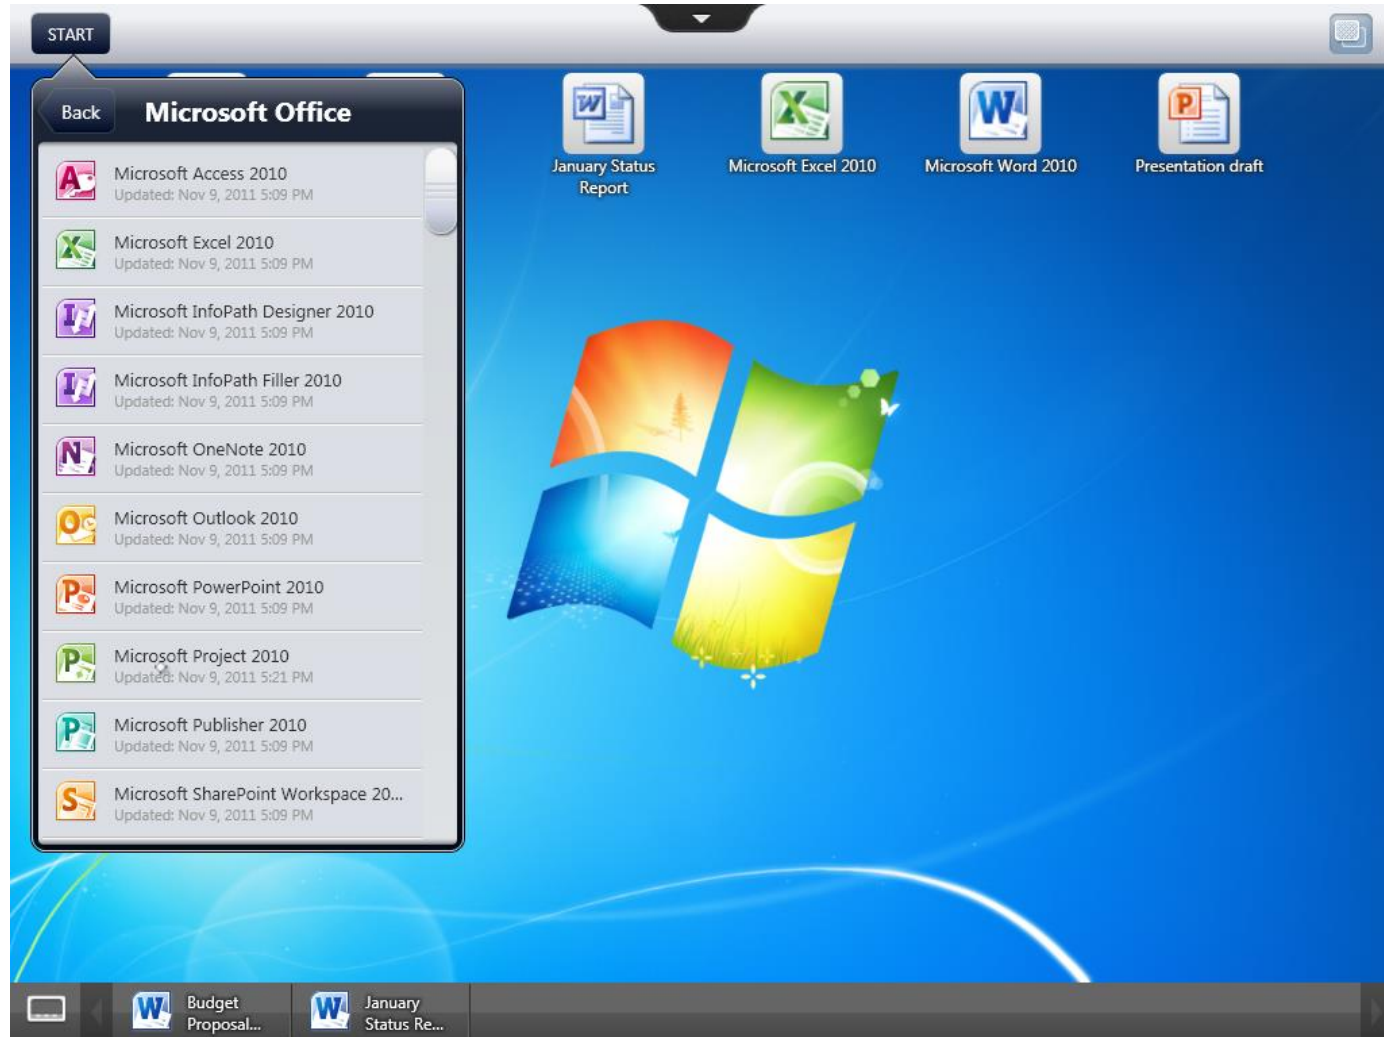 START
Back
Microsoft Office
Microsoft Access 2010
Updated: Nov 9, 2011 5:09 PM
Microsoft Excel 2010
Updated: Nov 9, 2011 5:09 PM
Microsoft InfoPath Designer 2010
Updated: Nov 9, 2011 5:09 PM
Microsoft InfoPath Filler 2010
Updated: Nov 9, 2011 5:09 PM
Microsoft OneNote 2010
Updated: Nov 9, 2011 5:09 PM
Microsoft Outlook 2010
Updated: Nov 9, 2011 5:09 PM
Microsoft PowerPoint 2010
Updated: Nov 9, 2011 5:09 PM
Microsoft Project 2010
Updated: Nov 9, 2011 5:21 PM
Microsoft Publisher 2010
Updated: Nov 9, 2011 5:09 PM
Microsoft SharePoint Workspace 20...
Updated: Nov 9, 2011 5:09 PM
January Status
Report
Microsoft Excel 2010
Microsoft Word 2010
Presentation draft
Budget
Proposal...
January
Status Re...